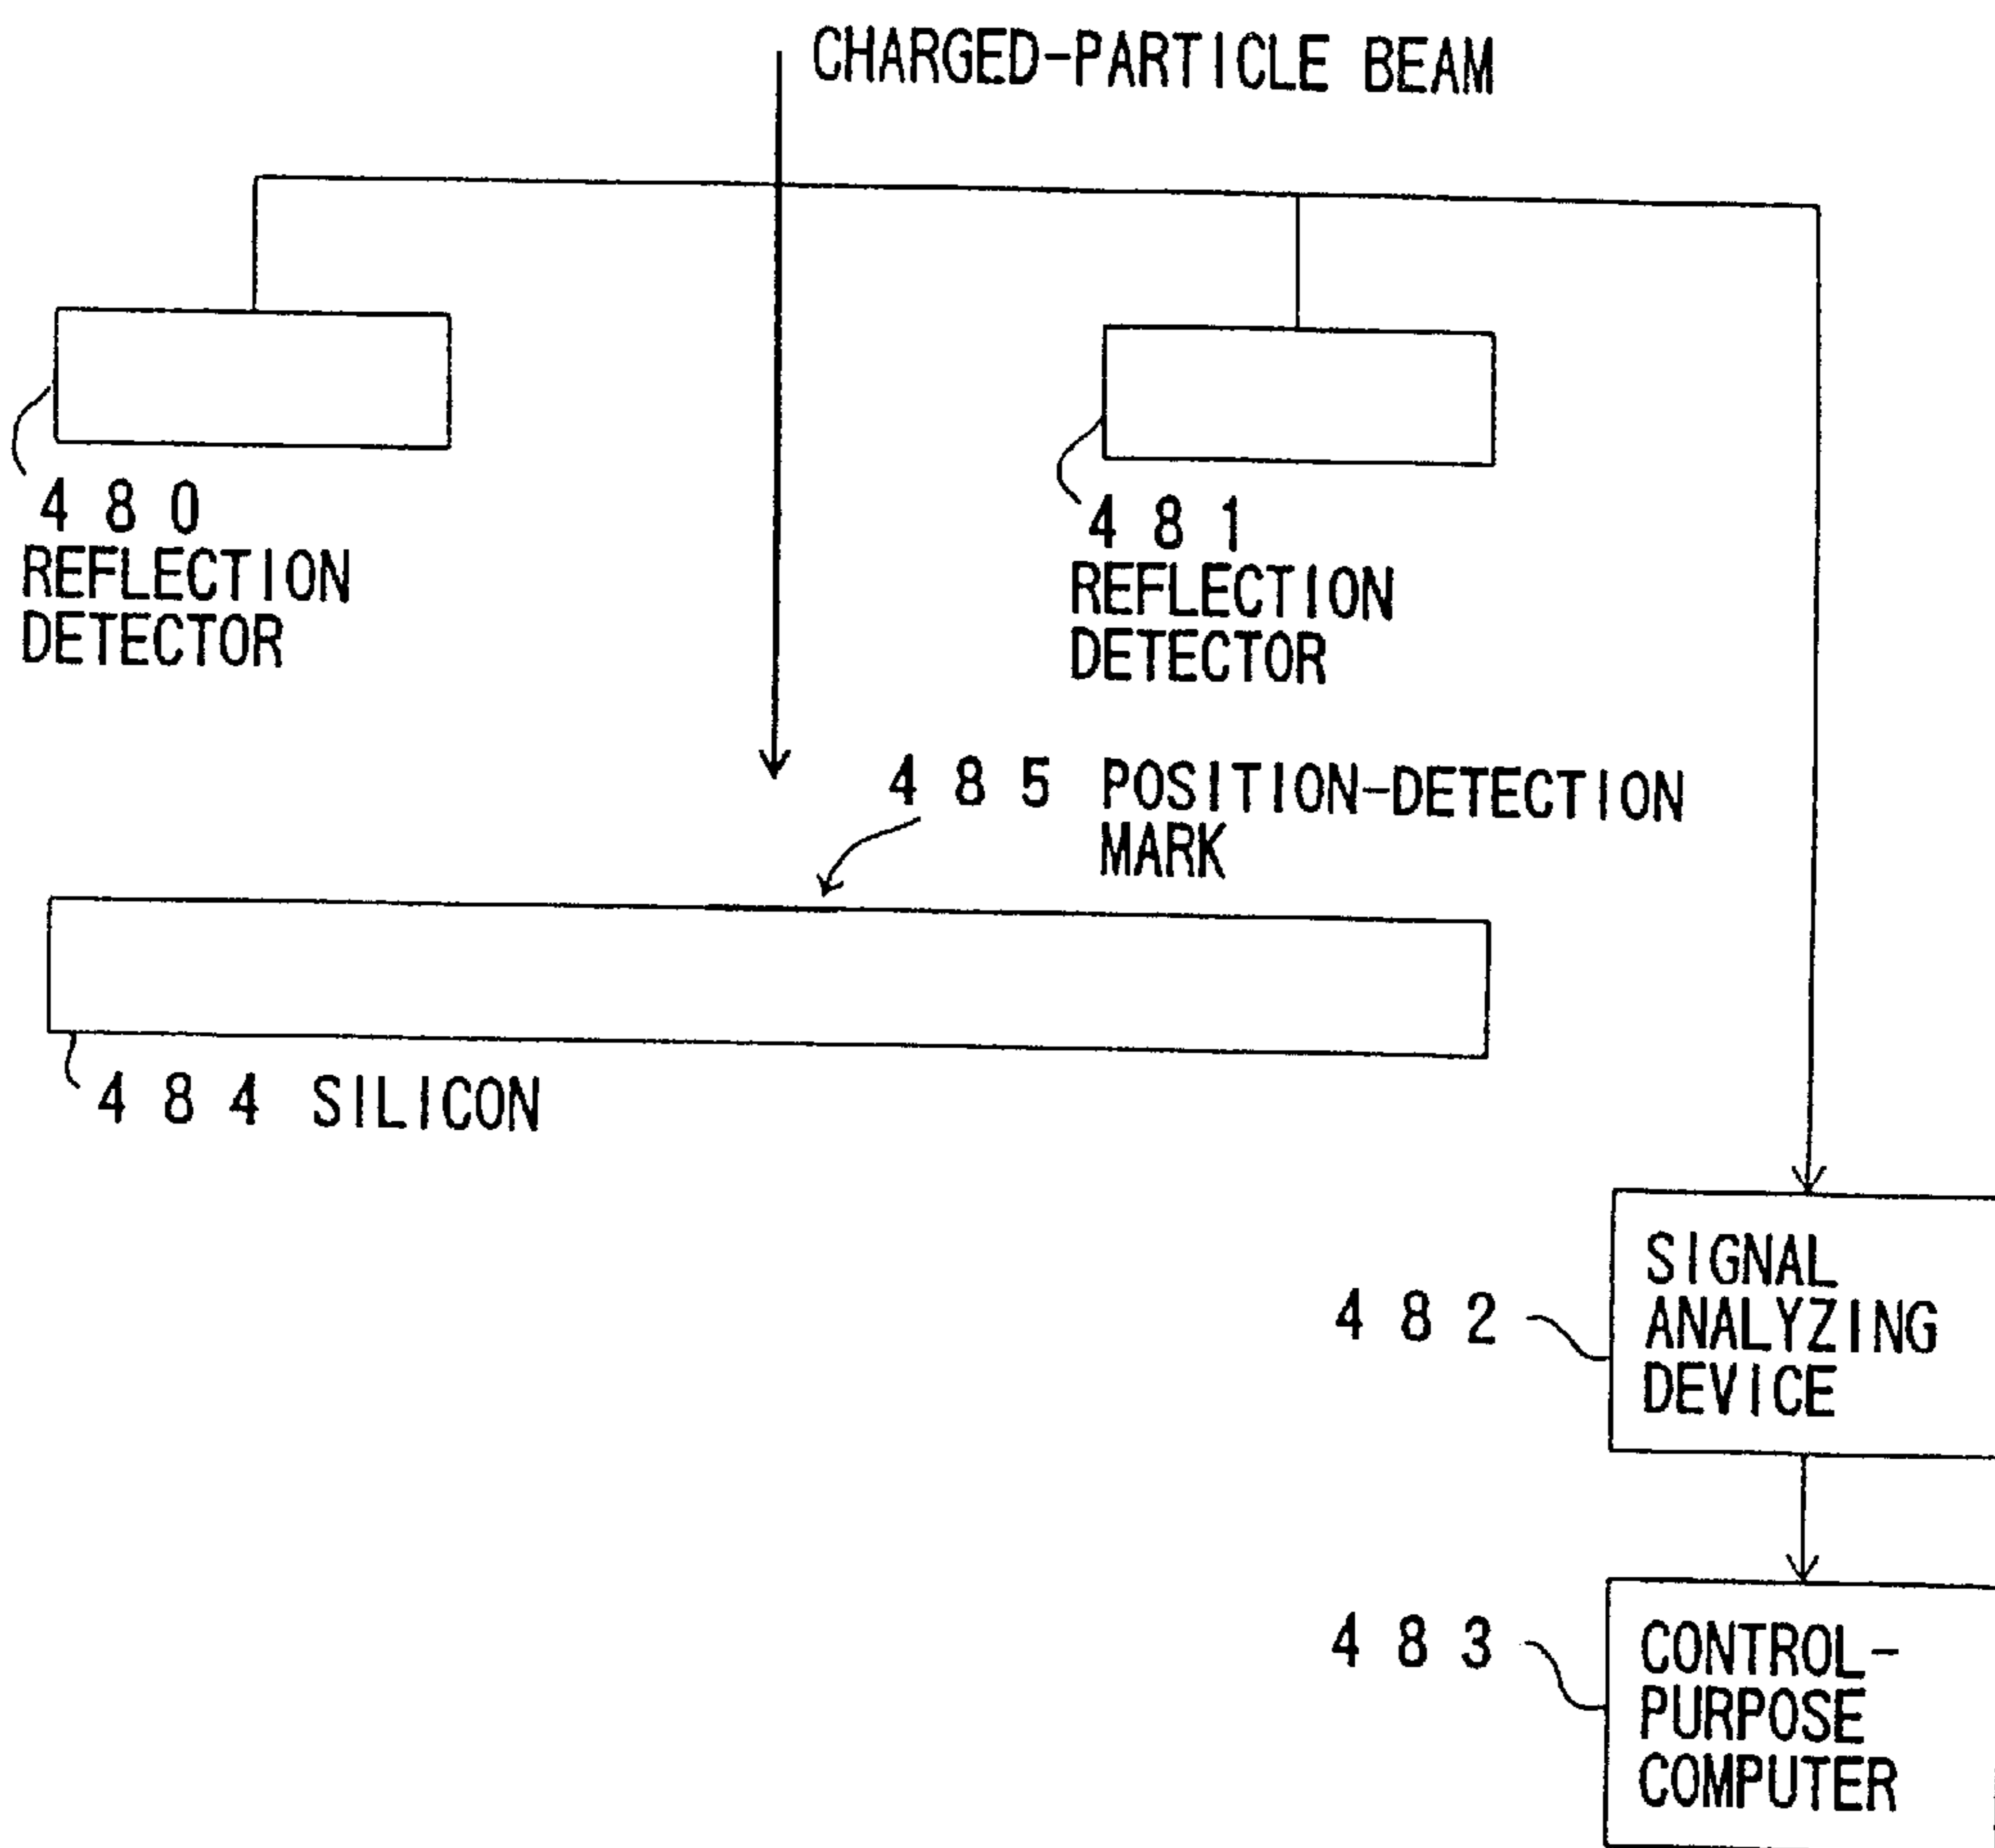 CHARGED-PARTICLE BEAM
480
REFLECTION
DETECTOR
481
REFLECTION
DETECTOR
485 POSITION-DETECTION
MARK
484 SILICON
482
SIGNAL
ANALYZING
DEVICE
483
CONTROL-
PURPOSE
COMPUTER